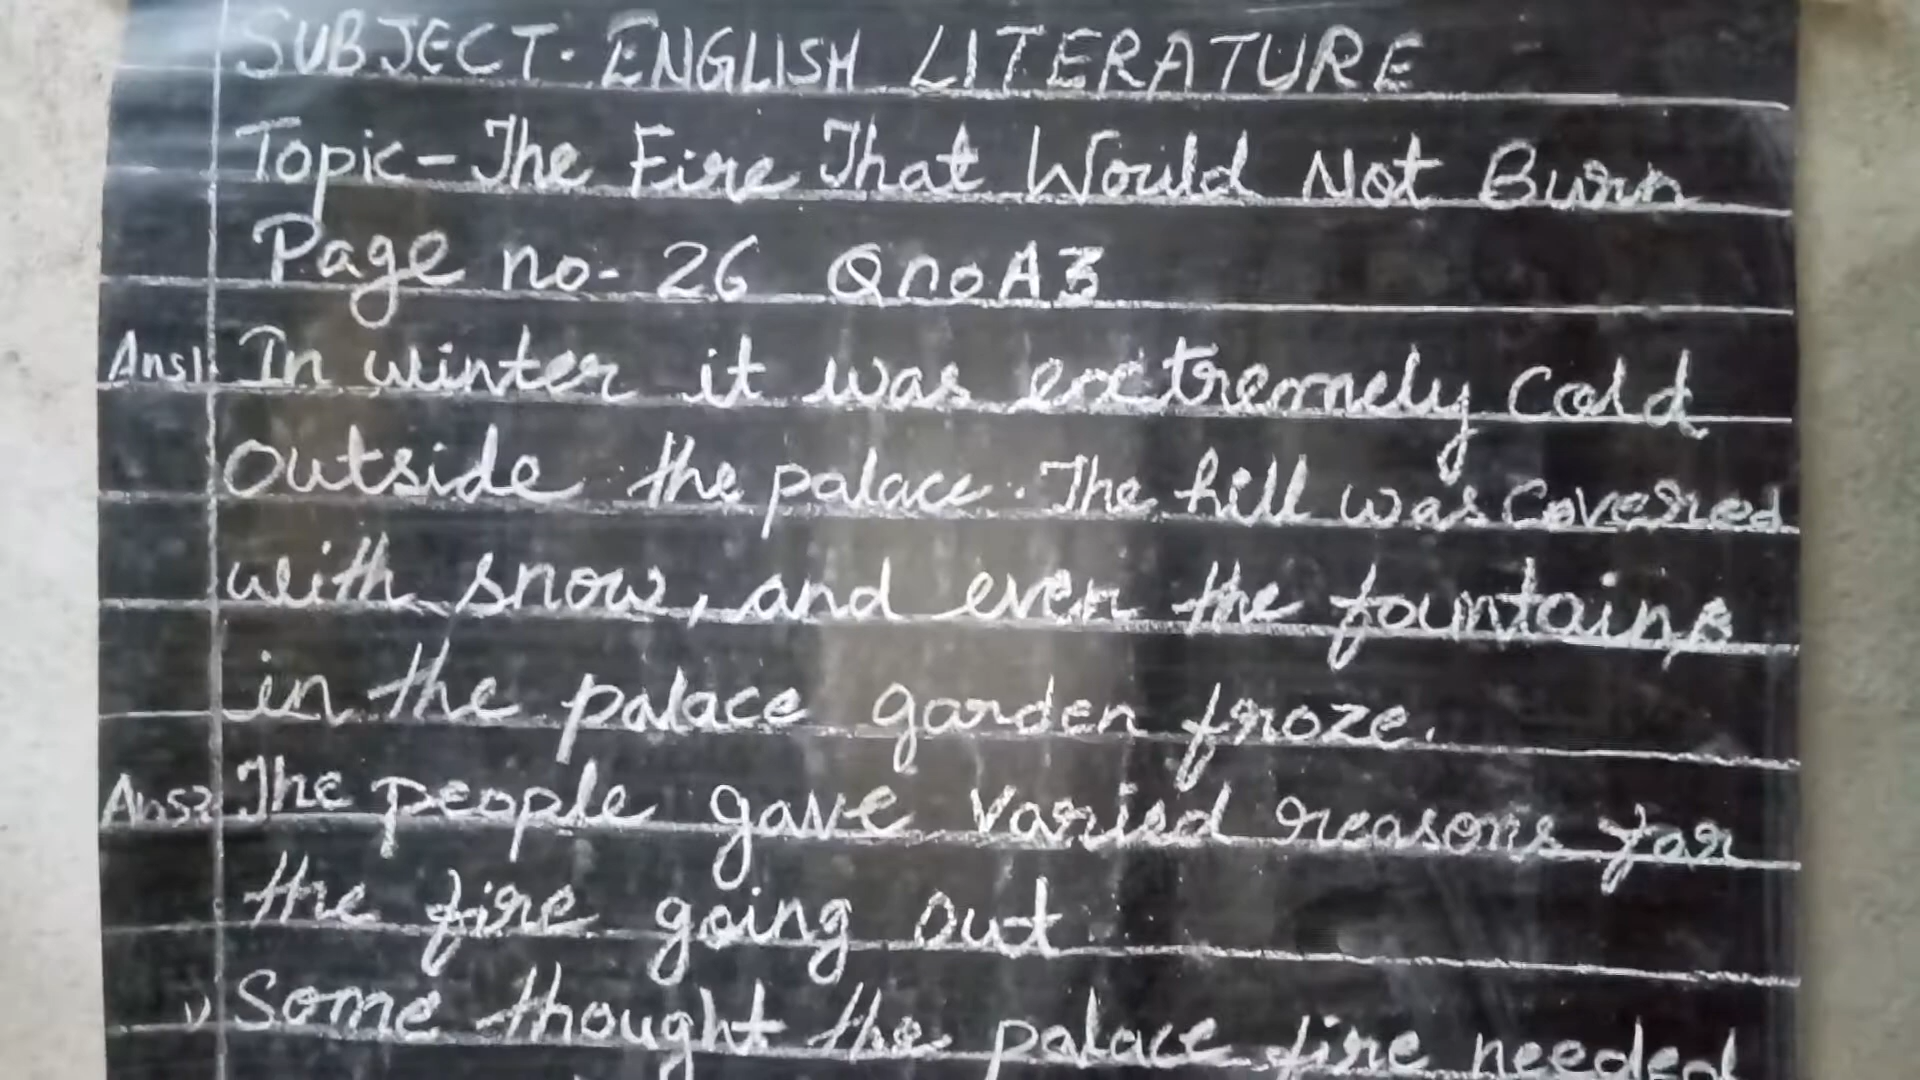 SUBJECT- ENGLISH LITERATURE
Topic-The Fire That Would Not Burn
Page no- 26 QnoA3
Ans1. In winter it was extremely cold
outside the palace. The hill was covered
with snow, and even the fountains
in the palace garden froze.
Ans2 The people gave varied reasons for
the fire going out
i) Some thought the palace fire needed